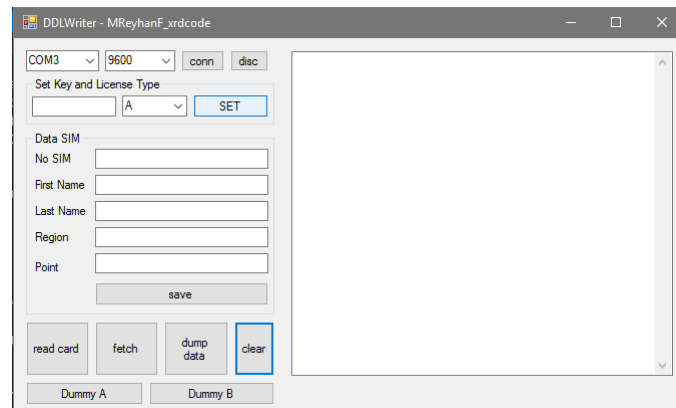 DDLWriter - MReyhanF_xrdcode
COM3 9600 conn disc
Set Key and License Type
A SET
Data SIM
No SIM
First Name
Last Name
Region
Point
save
read card fetch dump data clear
Dummy A Dummy B